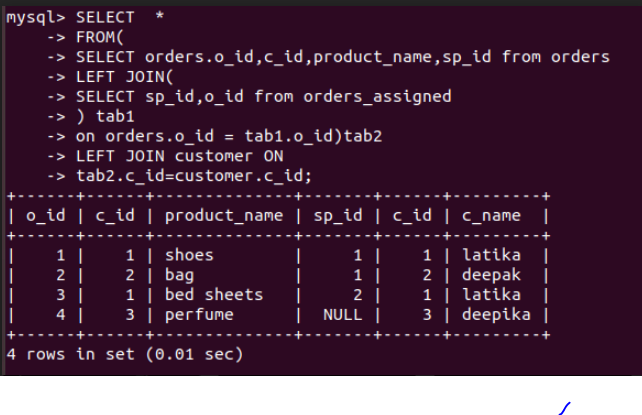 mysql> SELECT  *
    -> FROM(
    -> SELECT orders.o_id,c_id,product_name,sp_id from orders
    -> LEFT JOIN(
    -> SELECT sp_id,o_id from orders_assigned
    -> ) tab1
    -> on orders.o_id = tab1.o_id)tab2
    -> LEFT JOIN customer ON
    -> tab2.c_id=customer.c_id;
+------+------+--------------+-------+------+---------+
| o_id | c_id | product_name | sp_id | c_id | c_name  |
+------+------+--------------+-------+------+---------+
|    1 |    1 | shoes        |     1 |    1 | latika  |
|    2 |    2 | bag          |     1 |    2 | deepak  |
|    3 |    1 | bed sheets   |     2 |    1 | latika  |
|    4 |    3 | perfume      |  NULL |    3 | deepika |
+------+------+--------------+-------+------+---------+
4 rows in set (0.01 sec)